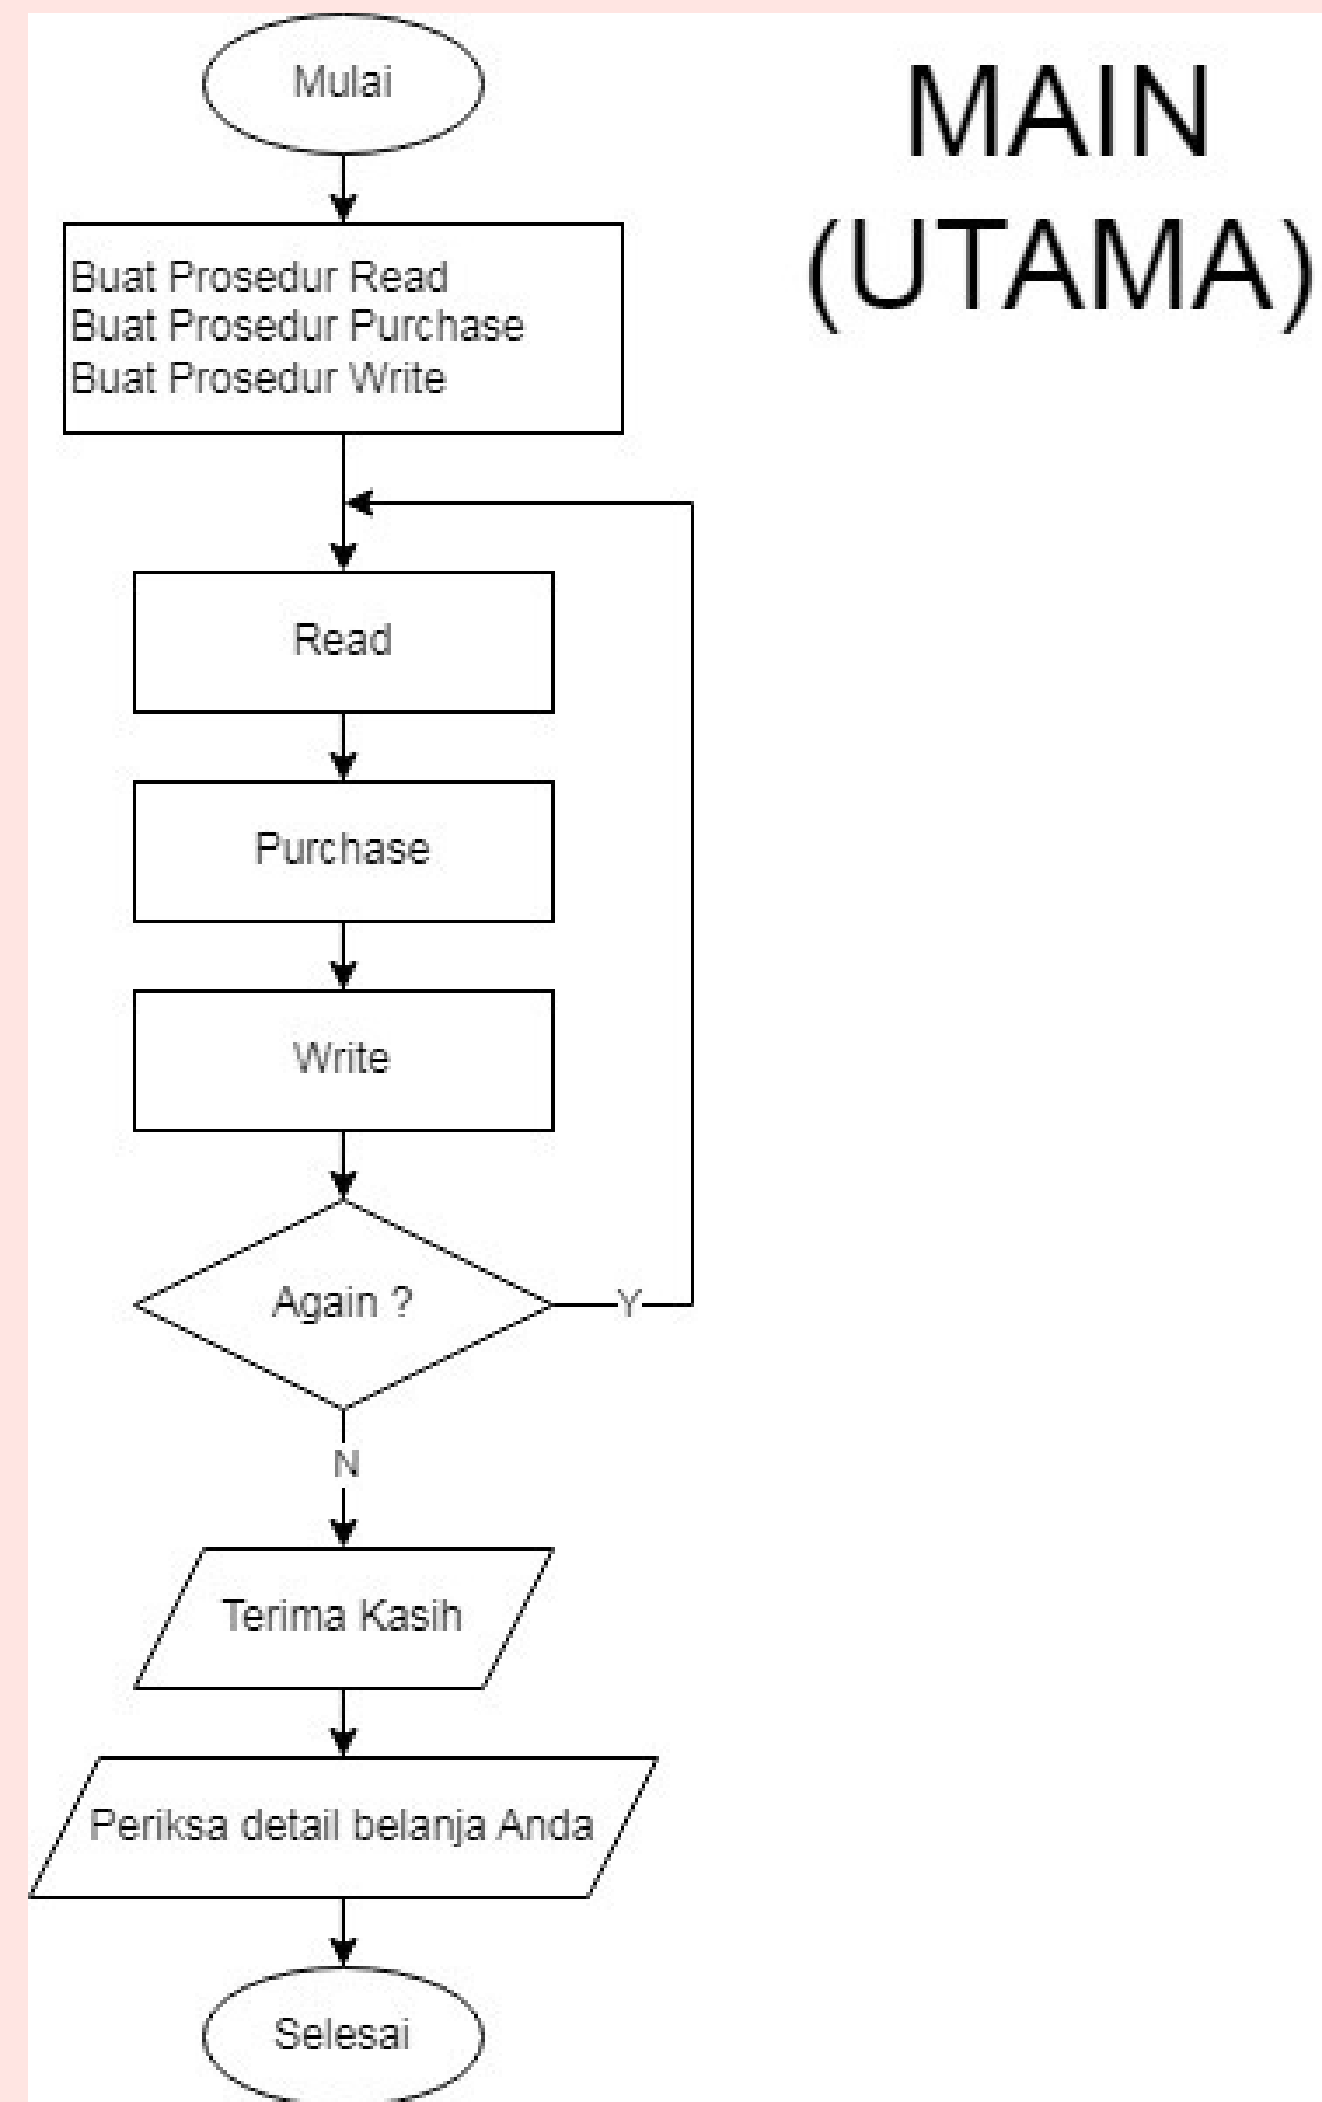 MAIN
(UTAMA)
Mulai
Buat Prosedur Read
Buat Prosedur Purchase
Buat Prosedur Write
Read
Purchase
Write
Again ?
Y
N
Terima Kasih
Periksa detail belanja Anda
Selesai